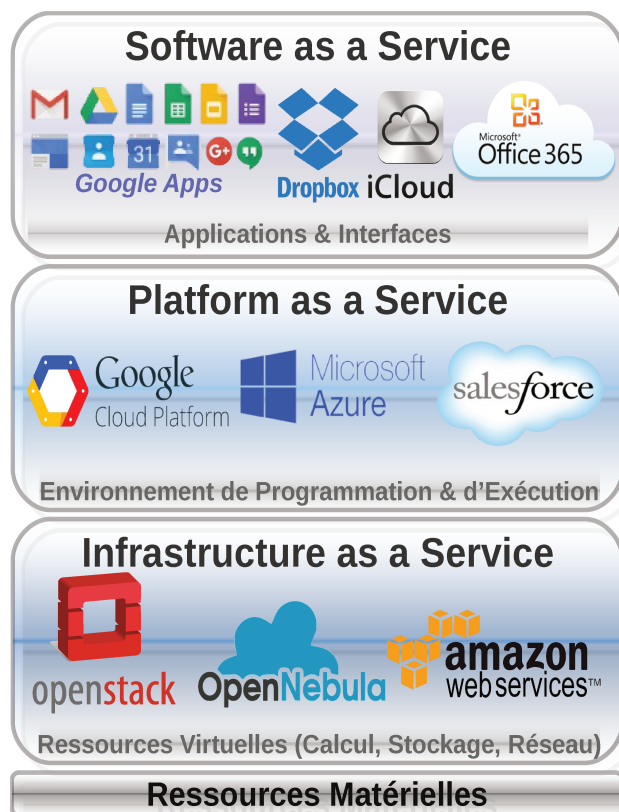 Software as a Service
31
G+
Google Apps
Dropbox
iCloud
Microsoft®
Office 365
Applications & Interfaces
Platform as a Service
Google
Cloud Platform
Microsoft
Azure
salesforce
Environnement de Programmation & d’Exécution
Infrastructure as a Service
openstack
OpenNebula
amazon
web services™
Ressources Virtuelles (Calcul, Stockage, Réseau)
Ressources Matérielles